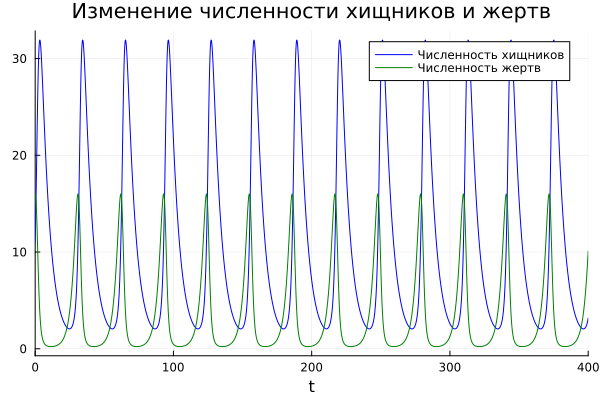 Изменение численности хищников и жертв
Численность хищников
Численность жертв
30
20
10
0
0 100 200 300 400
t